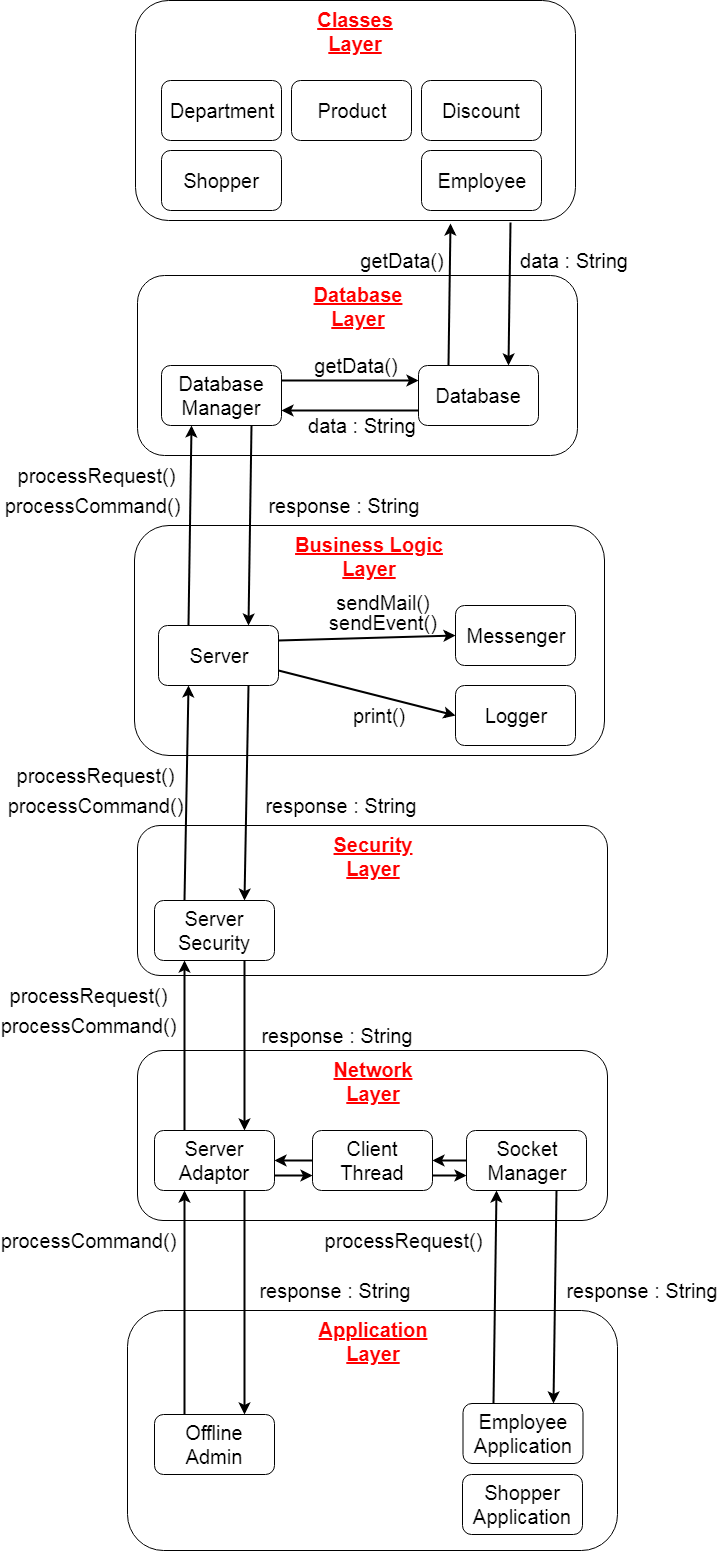 Classes
Layer
Department
Product
Discount
Shopper
Employee
getData()
data : String
Database
Layer
Database
Manager
getData()
Database
data : String
processRequest()
processCommand()
response : String
Business Logic
Layer
sendMail()
sendEvent()
Messenger
Server
print()
Logger
processRequest()
processCommand()
response : String
Security
Layer
Server
Security
processRequest()
processCommand()
response : String
Network
Layer
Server
Adaptor
Client
Thread
Socket
Manager
processCommand()
processRequest()
response : String
response : String
Application
Layer
Offline
Admin
Employee
Application
Shopper
Application